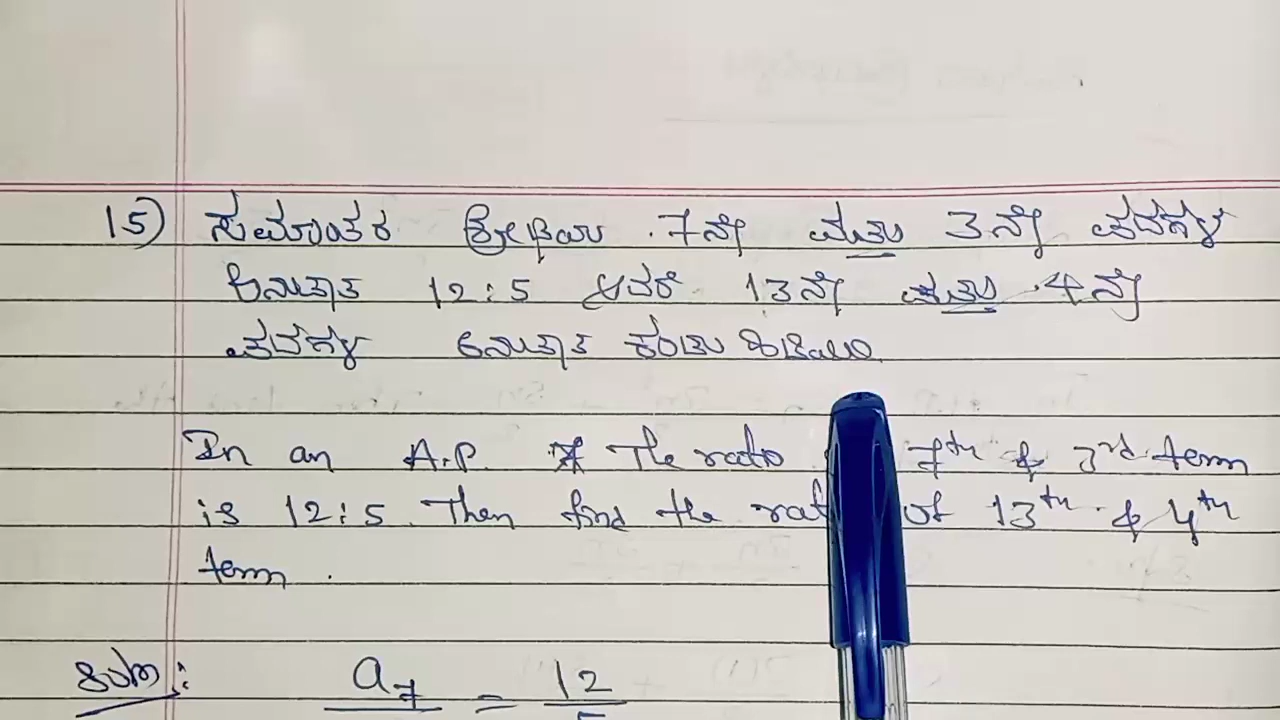 15) ಸಮಾಂತರ ಶ್ರೇಢಿಯ 7ನೇ ಮತ್ತು 3ನೇ ಪದಗಳ
ಅನುಪಾತ 12:5 ಆದರೆ 13ನೇ ಮತ್ತು 4ನೇ
ಪದಗಳ ಅನುಪಾತ ಕಂಡು ಹಿಡಿಯಿರಿ
In an A.P. The ratio 7th & 3rd term
is 12:5. Then find the of 13th & 4th
term.
a7 = 12